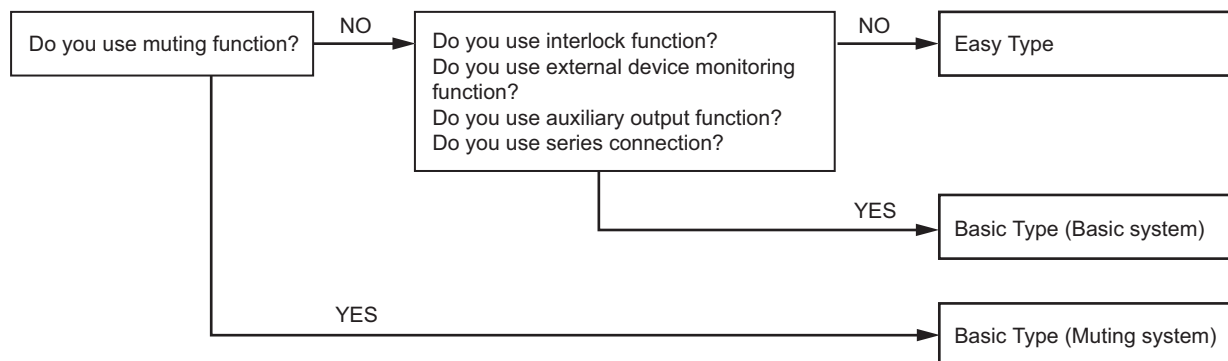 Do you use muting function?
NO
Do you use interlock function?
Do you use external device monitoring
function?
Do you use auxiliary output function?
Do you use series connection?
NO
Easy Type
YES
Basic Type (Basic system)
YES
Basic Type (Muting system)